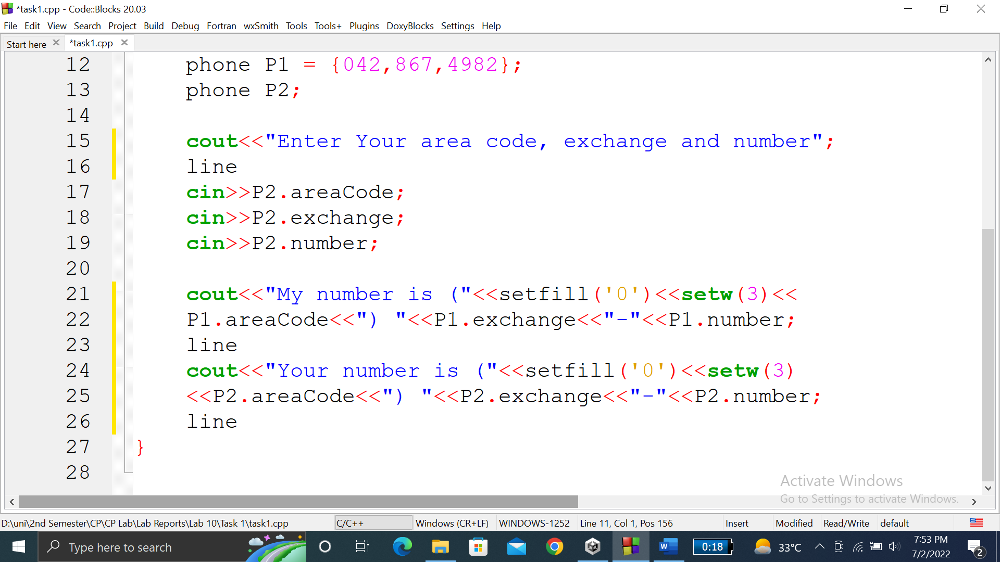 *task1.cpp - Code::Blocks 20.03
File Edit View Search Project Build Debug Fortran wxSmith Tools Tools+ Plugins DoxyBlocks Settings Help
Start here *task1.cpp
12 phone P1 = {042,867,4982};
13 phone P2;
14
15 cout<<"Enter Your area code, exchange and number";
16 line
17 cin>>P2.areaCode;
18 cin>>P2.exchange;
19 cin>>P2.number;
20
21 cout<<"My number is ("<<setfill('0')<<setw(3)<<
22 P1.areaCode<<") "<<P1.exchange<<"-"<<P1.number;
23 line
24 cout<<"Your number is ("<<setfill('0')<<setw(3)
25 <<P2.areaCode<<") "<<P2.exchange<<"-"<<P2.number;
26 line
27 }
28
Activate Windows
Go to Settings to activate Windows.
D:\uni\2nd Semester\CP\CP Lab\Lab Reports\Lab 10\Task 1\task1.cpp C/C++ Windows (CR+LF) WINDOWS-1252 Line 11, Col 1, Pos 156 Insert Modified Read/Write default
Type here to search W 0:18 33°C 7:53 PM
7/2/2022 2